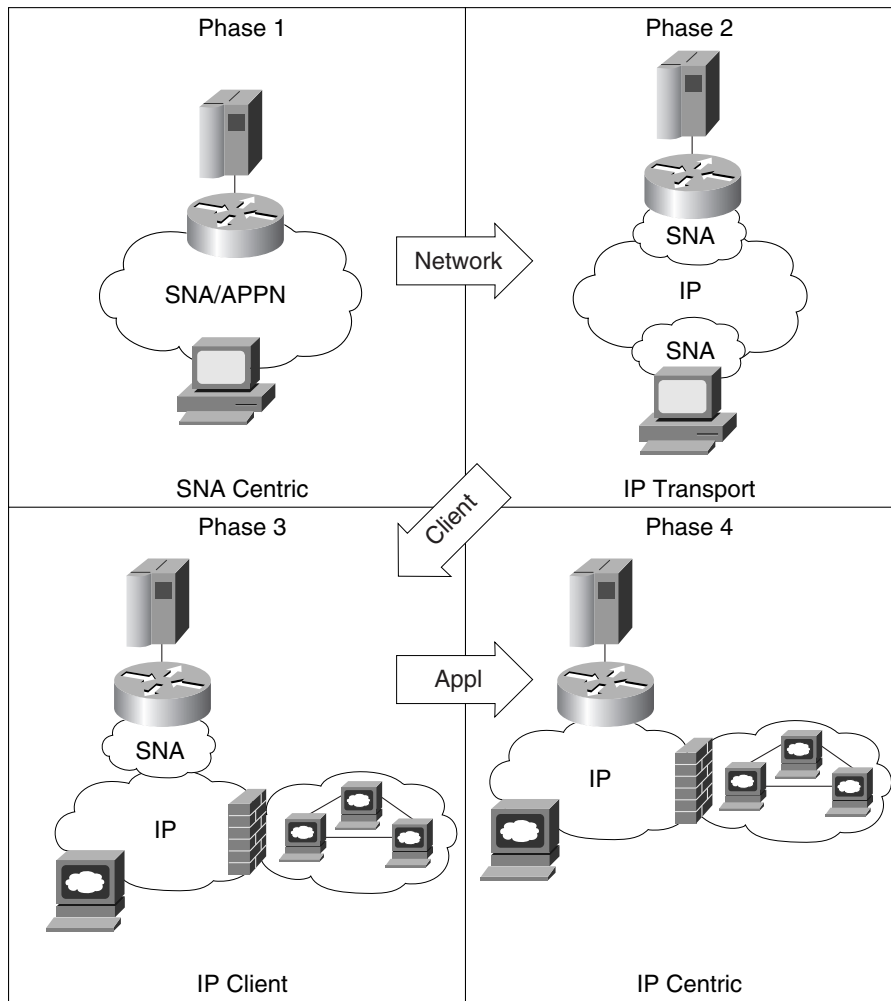 Phase 1
Phase 2
SNA/APPN
Network
SNA
IP
SNA
SNA Centric
IP Transport
Client
Phase 3
Phase 4
SNA
IP
Appl
IP
IP Client
IP Centric